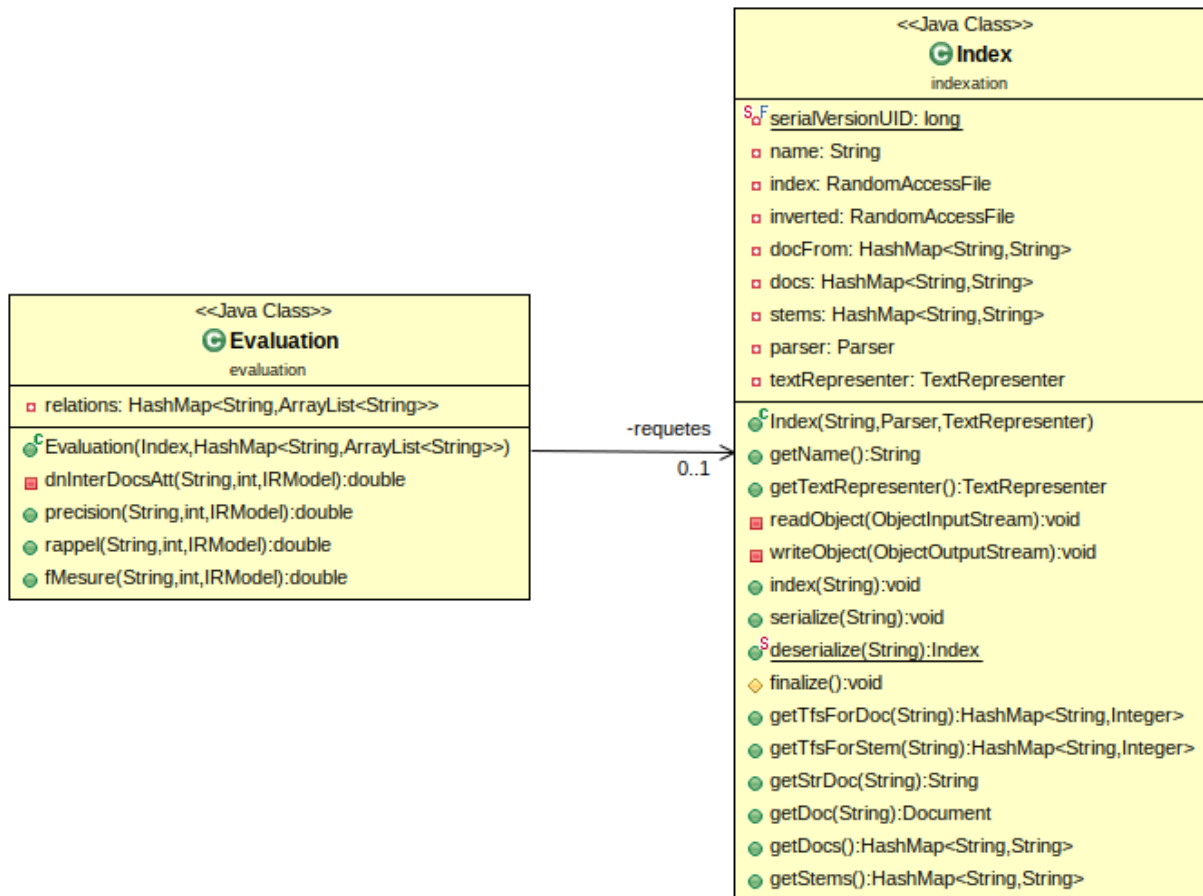 <<Java Class>>
Evaluation
evaluation
relations: HashMap<String,ArrayList<String>>
Evaluation(Index,HashMap<String,ArrayList<String>>)
dnInterDocsAtt(String,int,IRModel):double
precision(String,int,IRModel):double
rappel(String,int,IRModel):double
fMesure(String,int,IRModel):double
-requetes
0..1
<<Java Class>>
Index
indexation
serialVersionUID: long
name: String
index: RandomAccessFile
inverted: RandomAccessFile
docFrom: HashMap<String,String>
docs: HashMap<String,String>
stems: HashMap<String,String>
parser: Parser
textRepresenter: TextRepresenter
Index(String,Parser,TextRepresenter)
getName():String
getTextRepresenter():TextRepresenter
readObject(ObjectInputStream):void
writeObject(ObjectOutputStream):void
index(String):void
serialize(String):void
deserialize(String):Index
finalize():void
getTfsForDoc(String):HashMap<String,Integer>
getTfsForStem(String):HashMap<String,Integer>
getStrDoc(String):String
getDoc(String):Document
getDocs():HashMap<String,String>
getStems():HashMap<String,String>